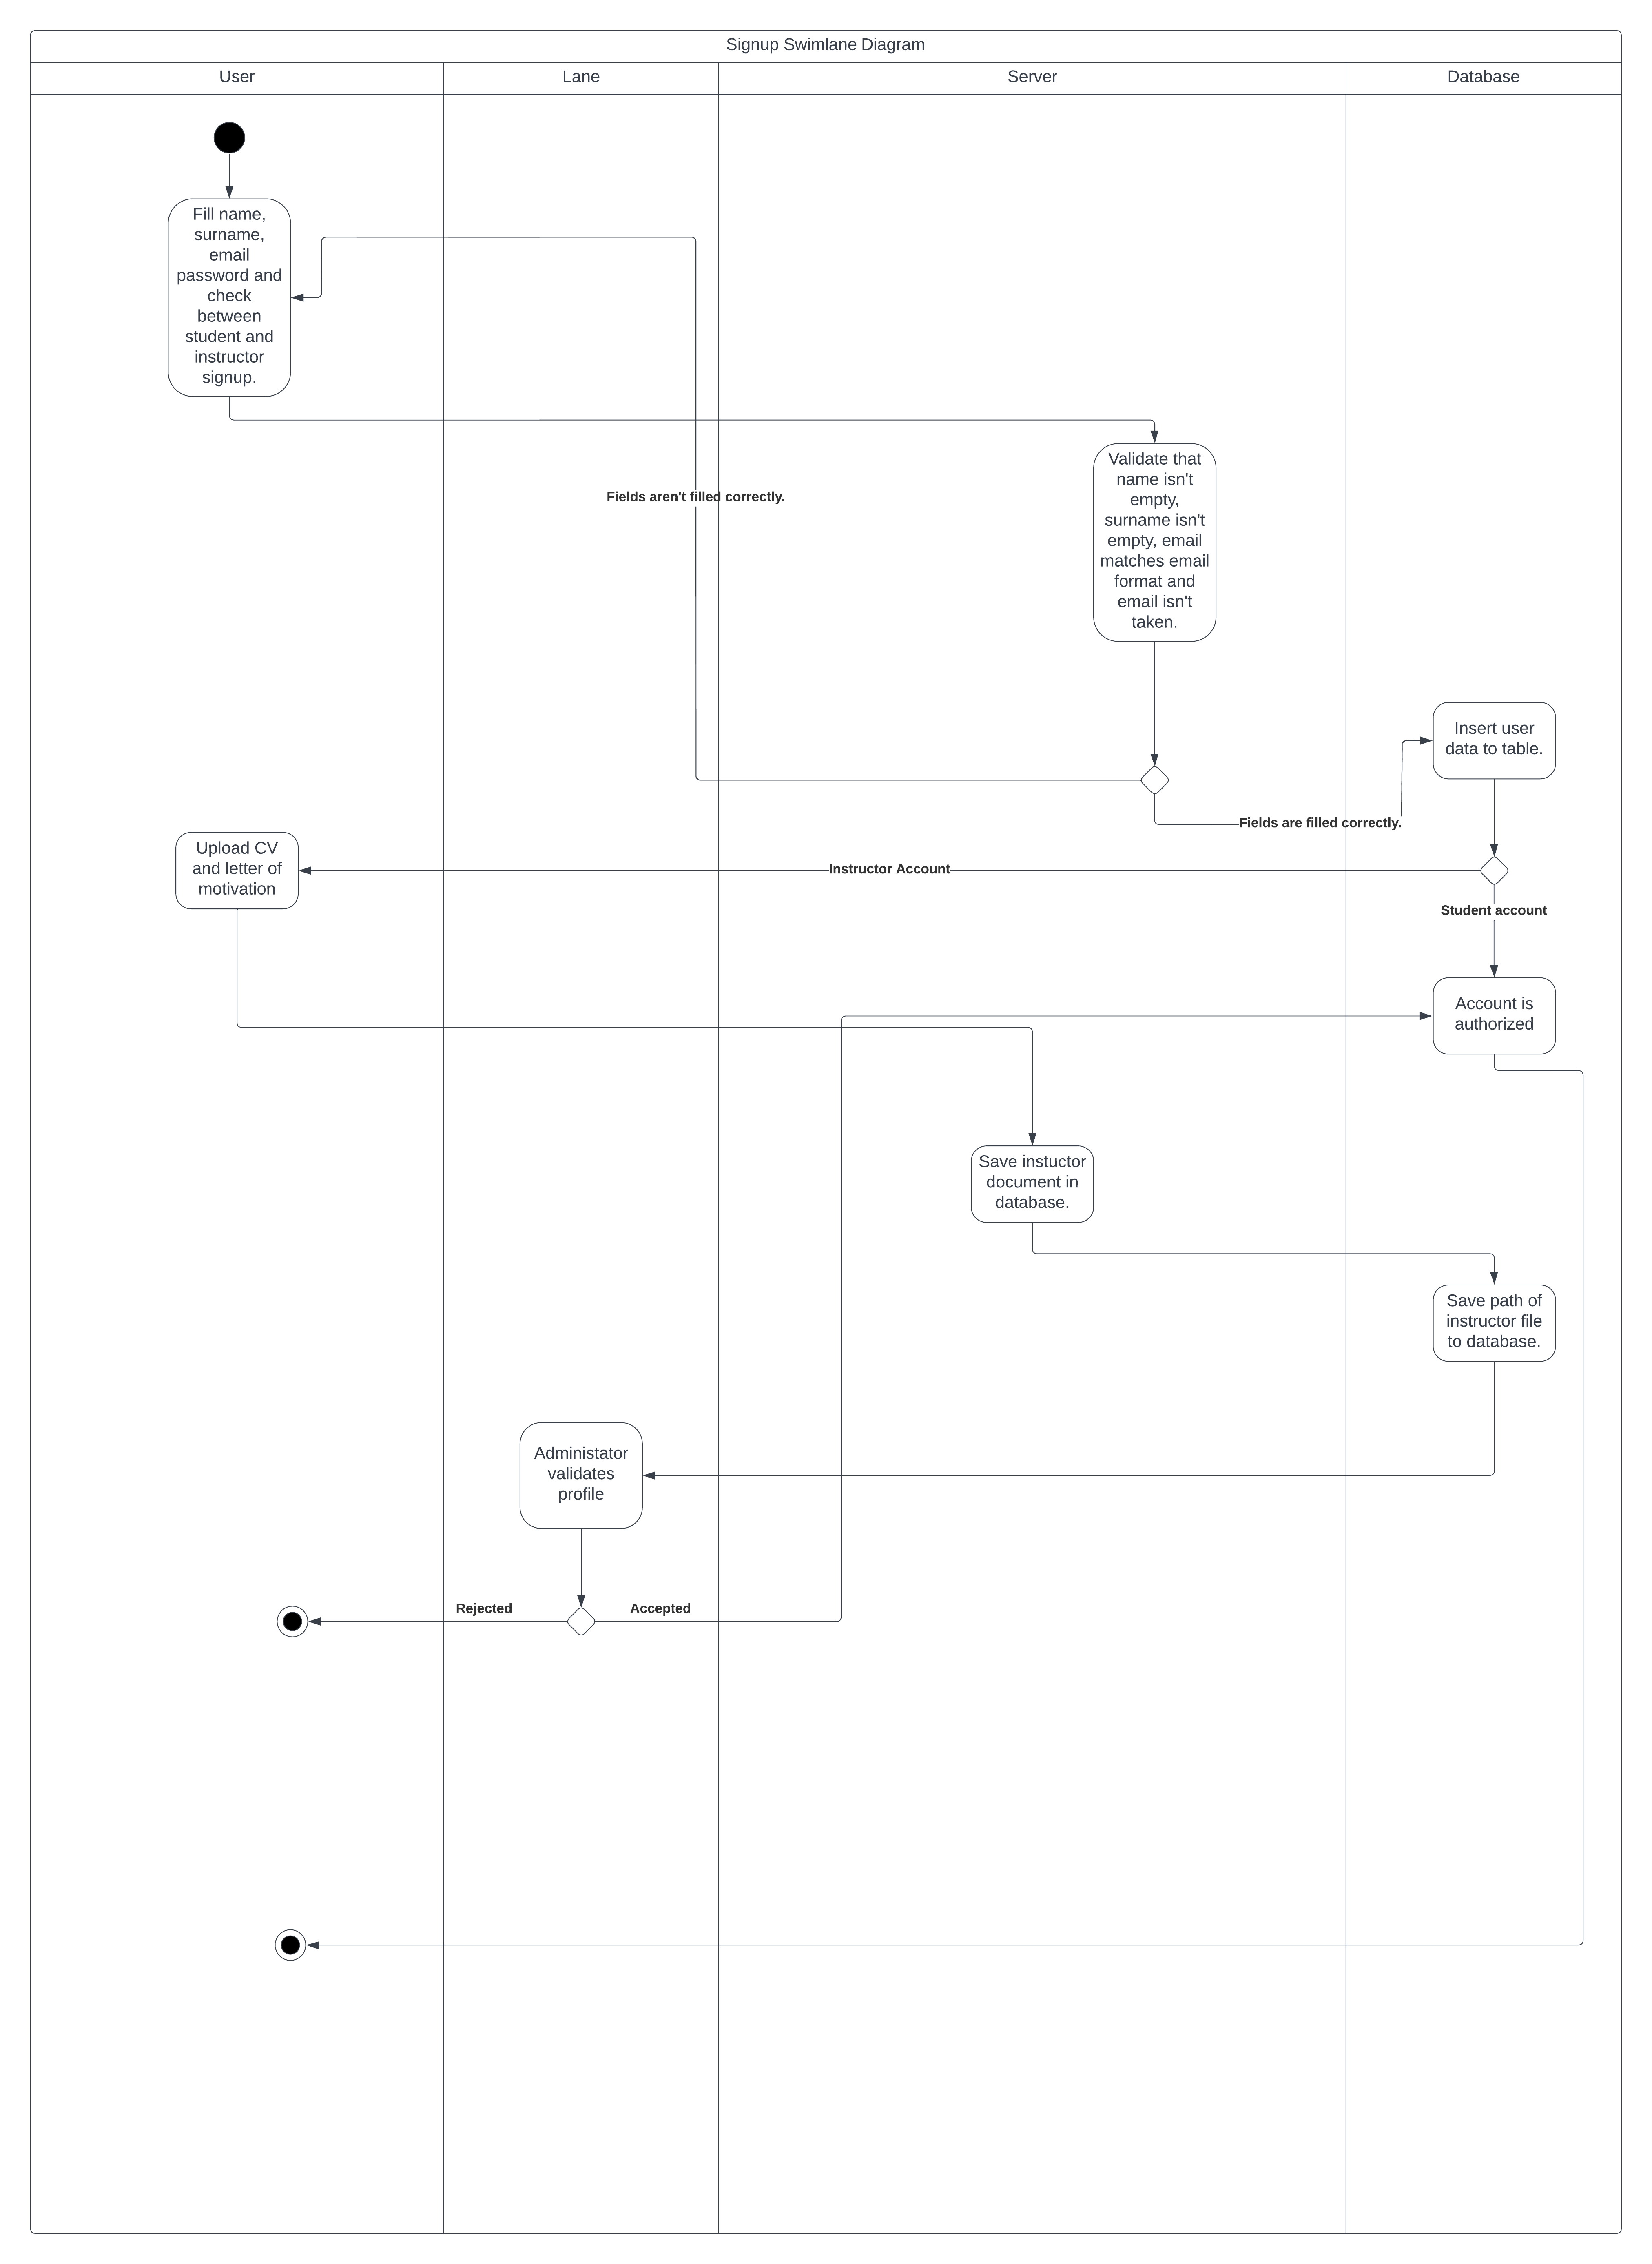 Signup Swimlane Diagram
User
Lane
Server
Database
Fill name,
surname,
email
password and
check
between
student and
instructor
signup.
Validate that
name isn't
empty,
surname isn't
empty, email
matches email
format and
email isn't
taken.
Fields aren't filled correctly.
Insert user
data to table.
Fields are filled correctly.
Upload CV
and letter of
motivation
Instructor Account
Student account
Account is
authorized
Save instuctor
document in
database.
Save path of
instructor file
to database.
Administator
validates
profile
Rejected
Accepted